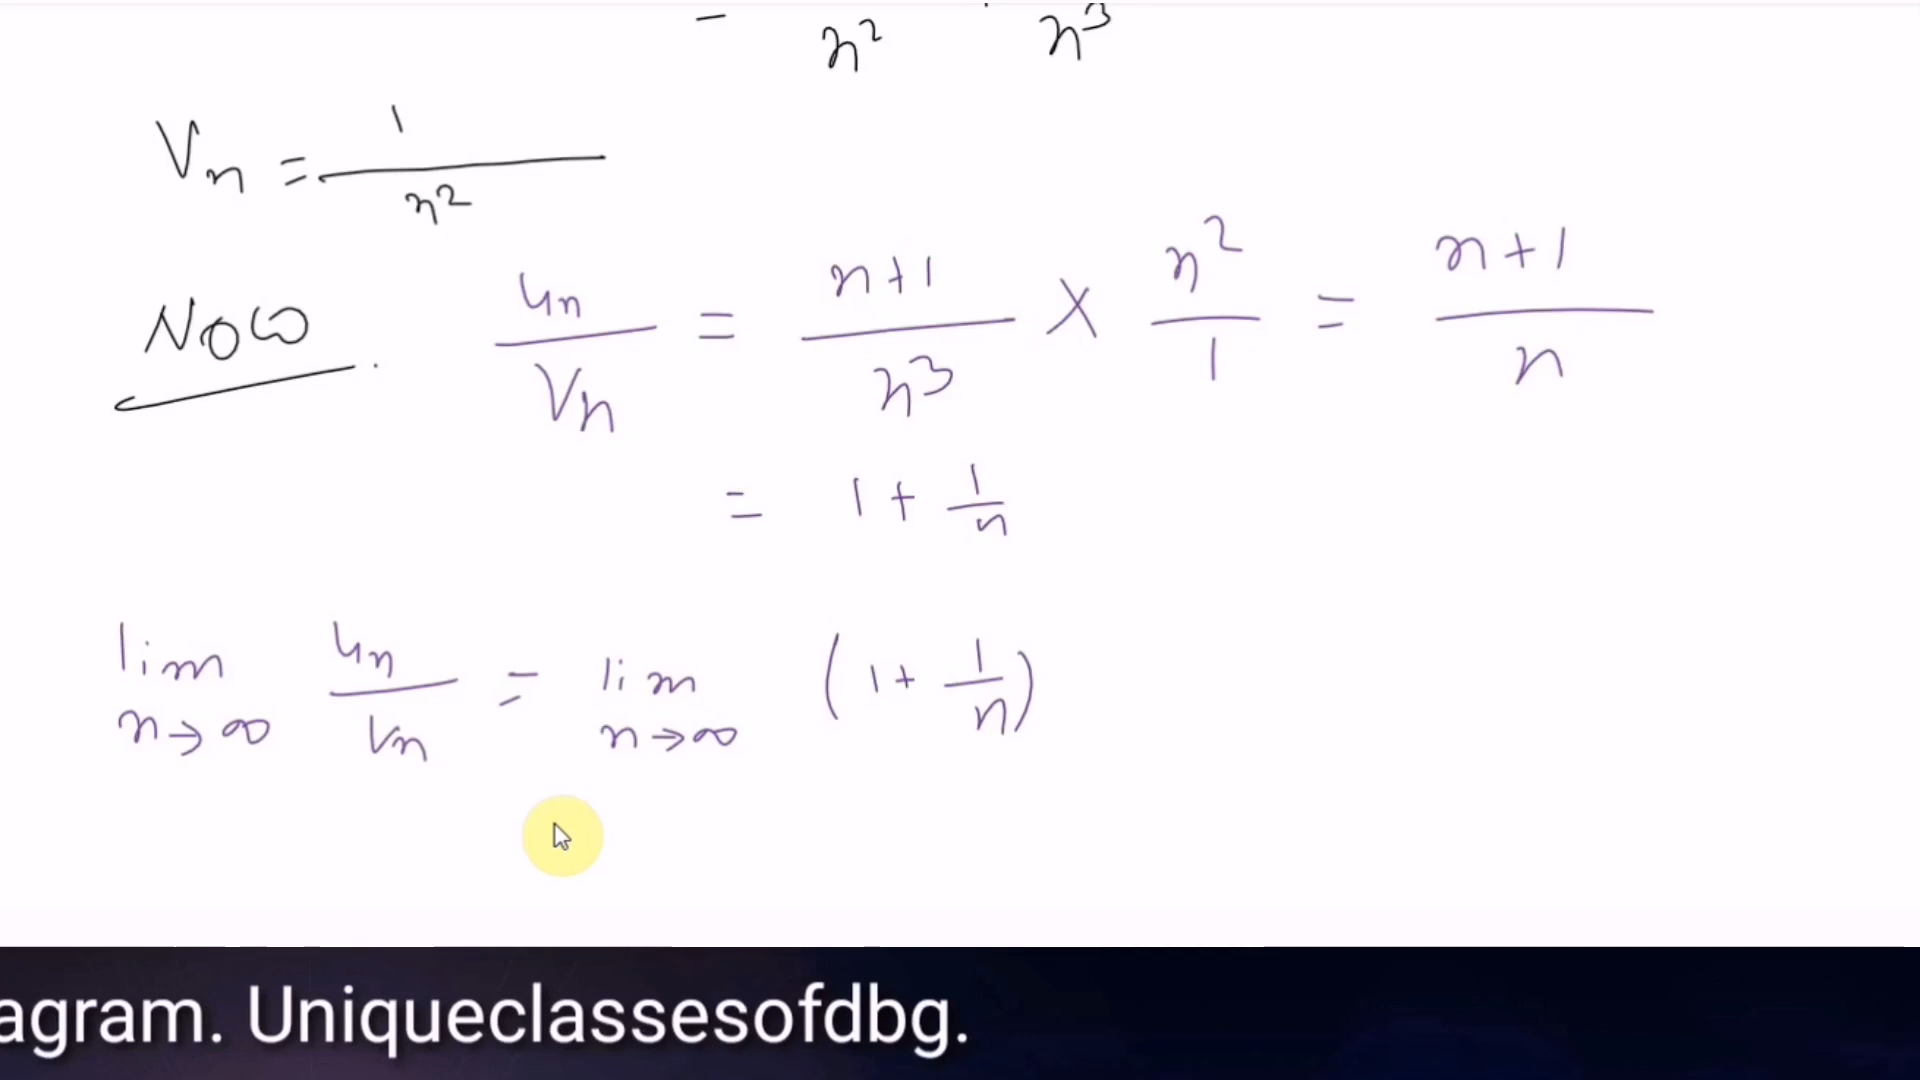 = n² n³
Vn = 1/n²
Now. un/Vn = n+1/n³ × n²/1 = n+1/n
= 1 + 1/n
lim n→∞ un/vn = lim n→∞ (1 + 1/n)
agram. Uniqueclassesofdbg.